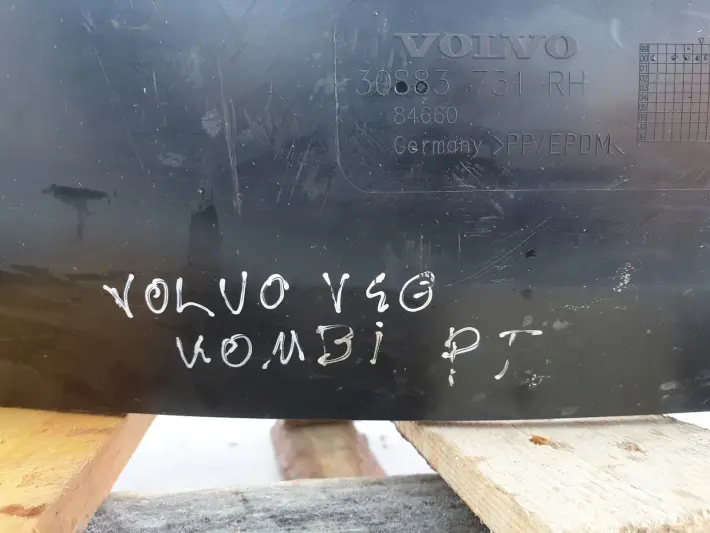 VOLVO
30883 731 RH
84660
Germany >PP/EPDM<
VOLVO V40
KOMBI PT